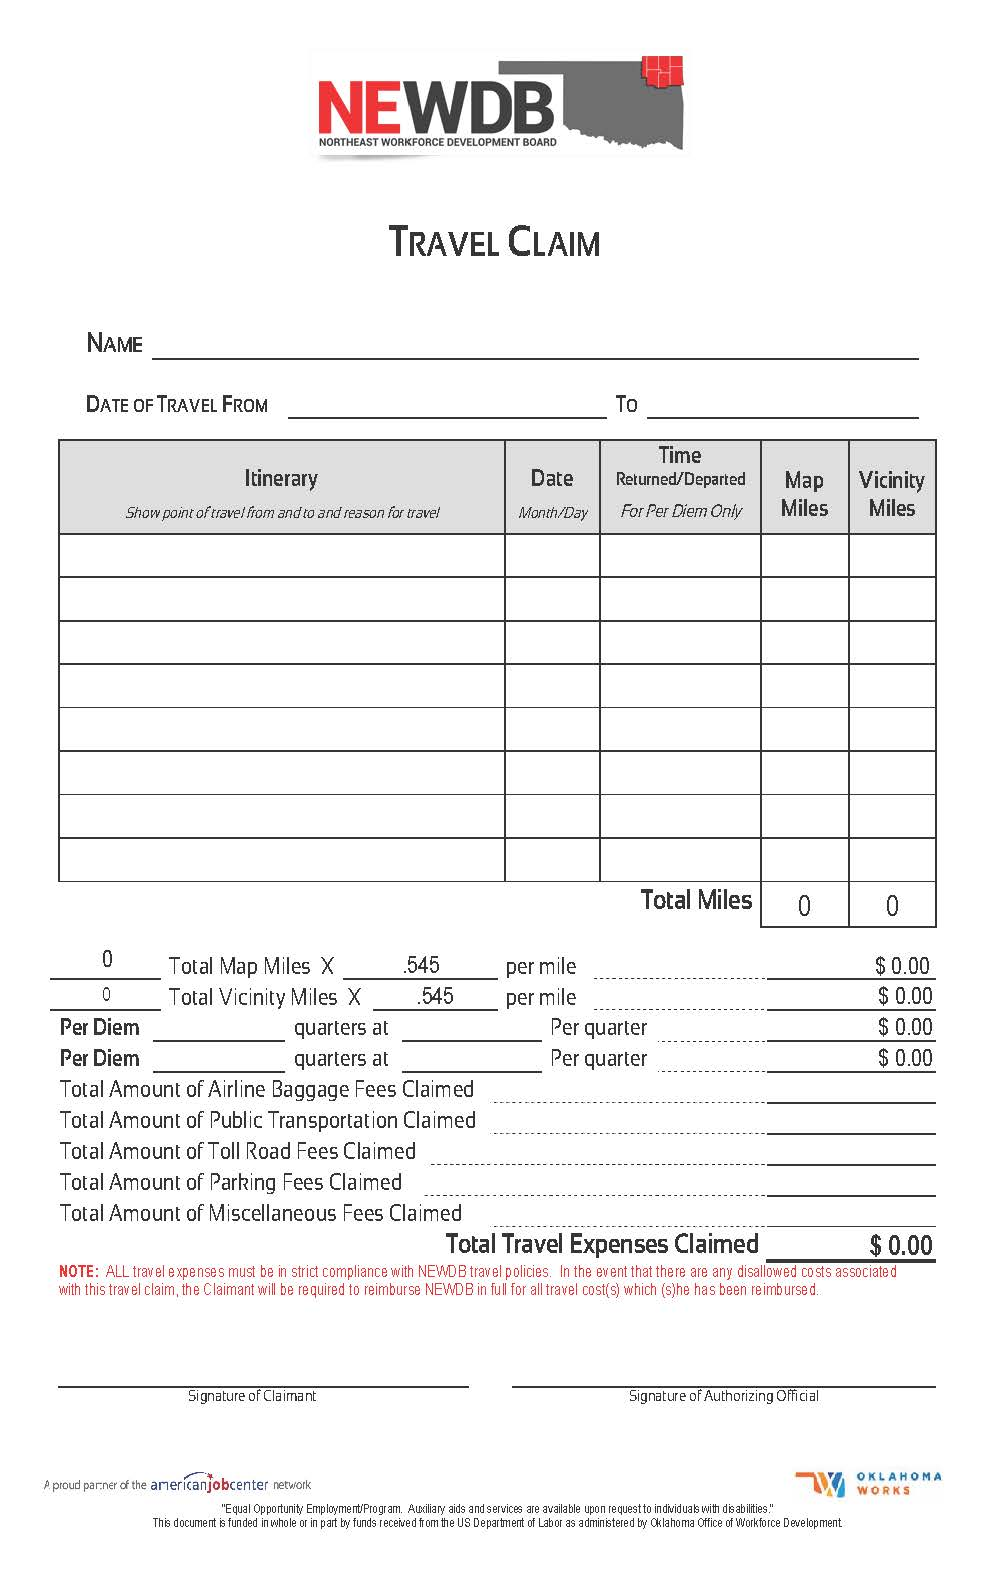 NEWDB
NORTHEAST WORKFORCE DEVELOPMENT BOARD
TRAVEL CLAIM
NAME
DATE OF TRAVEL FROM TO
Itinerary Date Time Map Vicinity
Returned/Departed Miles Miles
Show point of travel from and to and reason for travel Month/Day For Per Diem Only
Total Miles 0 0
0 Total Map Miles X .545 per mile $ 0.00
0 Total Vicinity Miles X .545 per mile $ 0.00
Per Diem quarters at Per quarter $ 0.00
Per Diem quarters at Per quarter $ 0.00
Total Amount of Airline Baggage Fees Claimed
Total Amount of Public Transportation Claimed
Total Amount of Toll Road Fees Claimed
Total Amount of Parking Fees Claimed
Total Amount of Miscellaneous Fees Claimed
Total Travel Expenses Claimed $ 0.00
NOTE: ALL travel expenses must be in strict compliance with NEWDB travel policies. In the event that there are any disallowed costs associated
with this travel claim, the Claimant will be required to reimburse NEWDB in full for all travel cost(s) which (s)he has been reimbursed.
Signature of Claimant Signature of Authorizing Official
A proud partner of the americanjobcenter network
OKLAHOMA
WORKS
"Equal Opportunity Employment/Program. Auxiliary aids and services are available upon request to individuals with disabilities."
This document is funded in whole or in part by funds received from the US Department of Labor as administered by Oklahoma Office of Workforce Development.